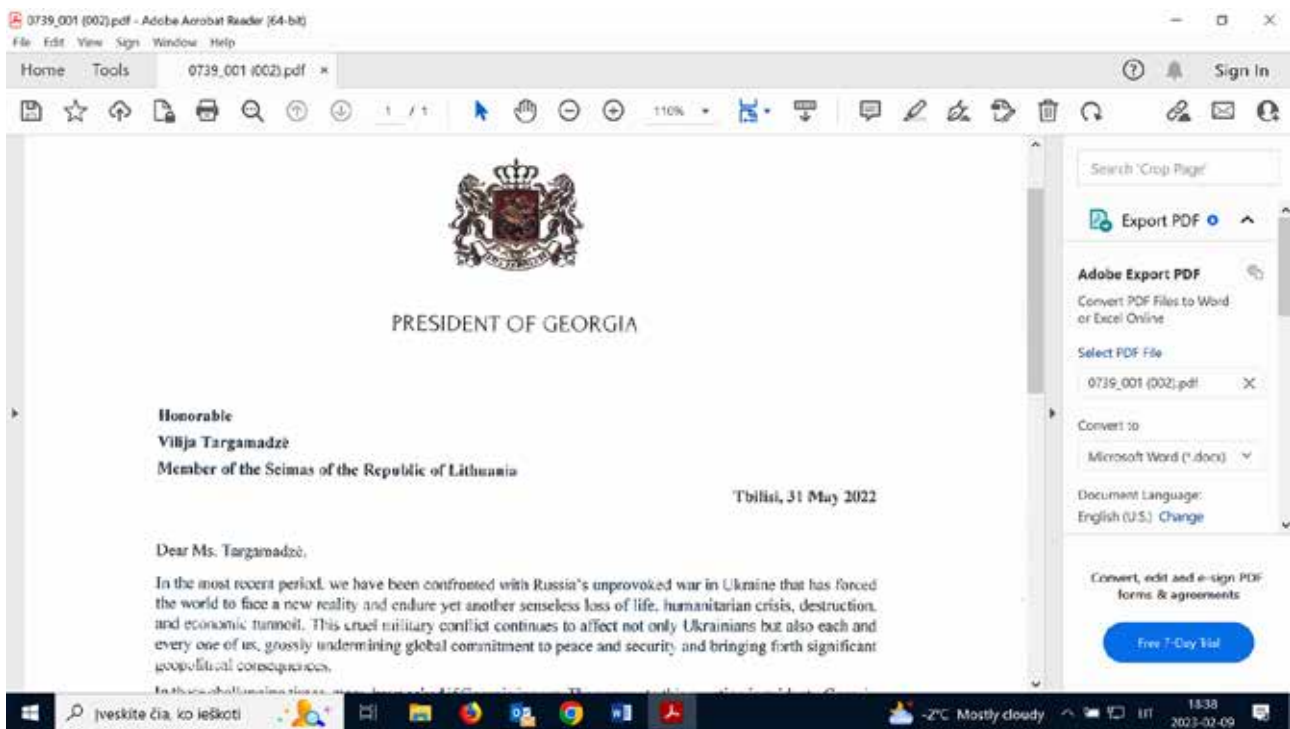 0739_001 (002).pdf - Adobe Acrobat Reader (64-bit)
File Edit View Sign Window Help
Home Tools 0739_001 (002).pdf ×
Sign In
1 / 1
110%
Search 'Crop Page'
Export PDF
Adobe Export PDF
Convert PDF Files to Word
or Excel Online
Select PDF File
0739_001 (002).pdf
Convert to
Microsoft Word (*.docx)
Document Language:
English (U.S.) Change
Convert, edit and e-sign PDF
forms & agreements
Free 7-Day Trial
PRESIDENT OF GEORGIA
Honorable
Vilija Targamadzė
Member of the Seimas of the Republic of Lithuania
Tbilisi, 31 May 2022
Dear Ms. Targamadzė,
In the most recent period, we have been confronted with Russia's unprovoked war in Ukraine that has forced
the world to face a new reality and endure yet another senseless loss of life, humanitarian crisis, destruction,
and economic turmoil. This cruel military conflict continues to affect not only Ukrainians but also each and
every one of us, grossly undermining global commitment to peace and security and bringing forth significant
geopolitical consequences.
Įveskite čia, ko ieškoti
-2°C Mostly cloudy
LIT
18:38
2023-02-09